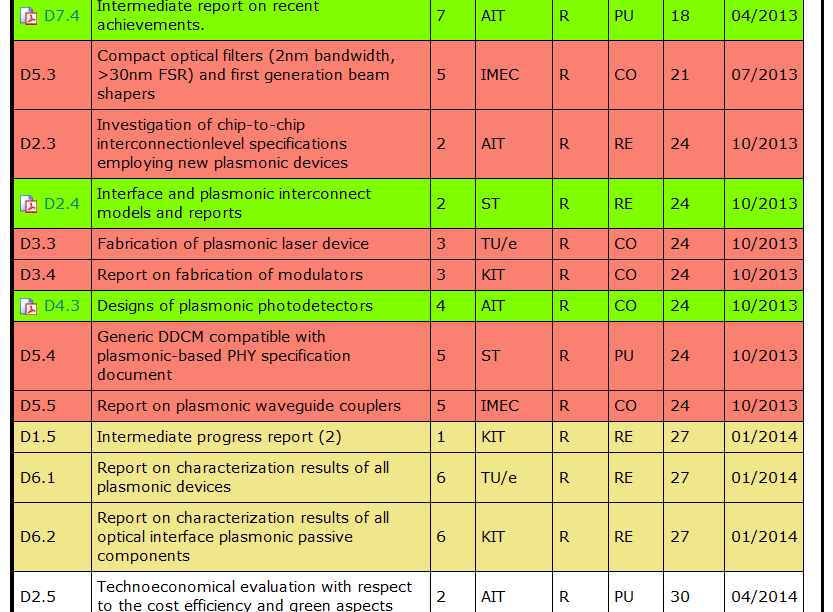 Intermediate report on recent
D7.4 achievements. 7 AIT R PU 18 04/2013
Compact optical filters (2nm bandwidth,
D5.3 >30nm FSR) and first generation beam 5 IMEC R CO 21 07/2013
shapers
Investigation of chip-to-chip
D2.3 interconnectionlevel specifications 2 AIT R RE 24 10/2013
employing new plasmonic devices
D2.4 Interface and plasmonic interconnect 2 ST R RE 24 10/2013
models and reports
D3.3 Fabrication of plasmonic laser device 3 TU/e R CO 24 10/2013
D3.4 Report on fabrication of modulators 3 KIT R CO 24 10/2013
D4.3 Designs of plasmonic photodetectors 4 AIT R CO 24 10/2013
Generic DDCM compatible with
D5.4 plasmonic-based PHY specification 5 ST R PU 24 10/2013
document
D5.5 Report on plasmonic waveguide couplers 5 IMEC R CO 24 10/2013
D1.5 Intermediate progress report (2) 1 KIT R RE 27 01/2014
D6.1 Report on characterization results of all 6 TU/e R RE 27 01/2014
plasmonic devices
Report on characterization results of all
D6.2 optical interface plasmonic passive 6 KIT R RE 27 01/2014
components
D2.5 Technoeconomical evaluation with respect 2 AIT R PU 30 04/2014
to the cost efficiency and green aspects